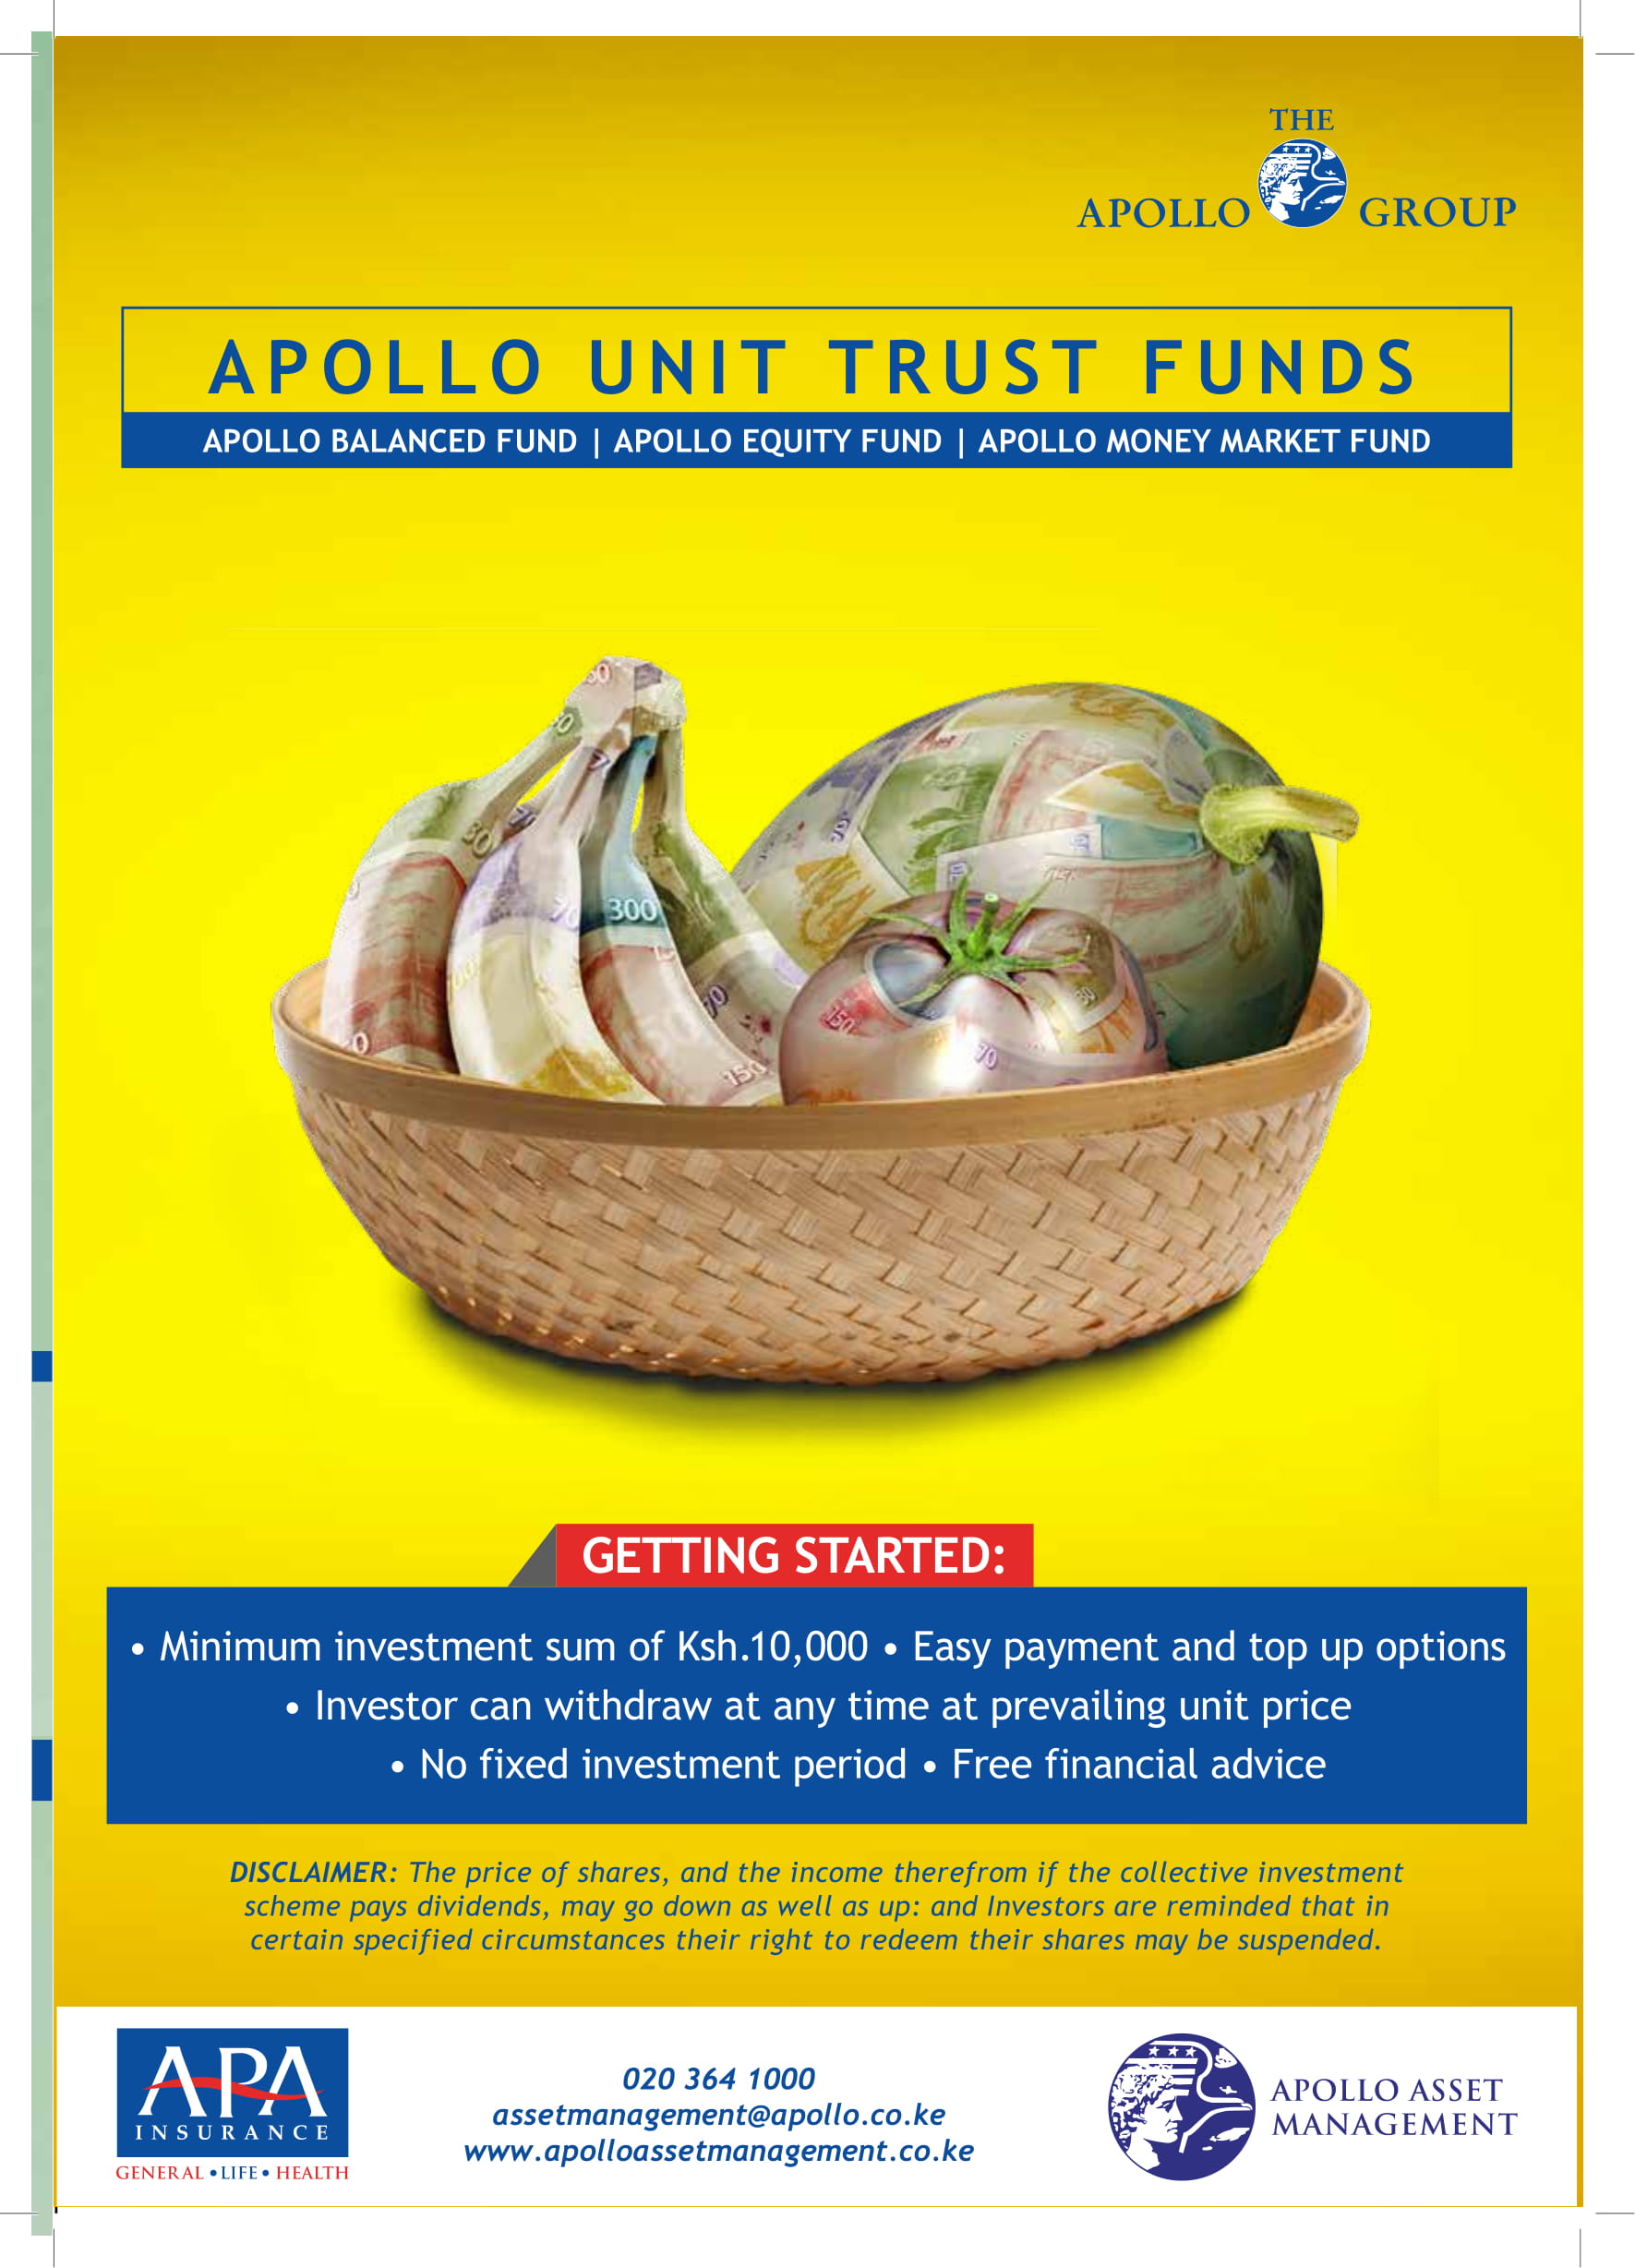 THE
APOLLO GROUP
APOLLO UNIT TRUST FUNDS
APOLLO BALANCED FUND | APOLLO EQUITY FUND | APOLLO MONEY MARKET FUND
300
150
70
150
GETTING STARTED:
• Minimum investment sum of Ksh.10,000 • Easy payment and top up options
• Investor can withdraw at any time at prevailing unit price
• No fixed investment period • Free financial advice
DISCLAIMER: The price of shares, and the income therefrom if the collective investment
scheme pays dividends, may go down as well as up: and Investors are reminded that in
certain specified circumstances their right to redeem their shares may be suspended.
APA
INSURANCE
GENERAL • LIFE • HEALTH
020 364 1000
assetmanagement@apollo.co.ke
www.apolloassetmanagement.co.ke
APOLLO ASSET
MANAGEMENT